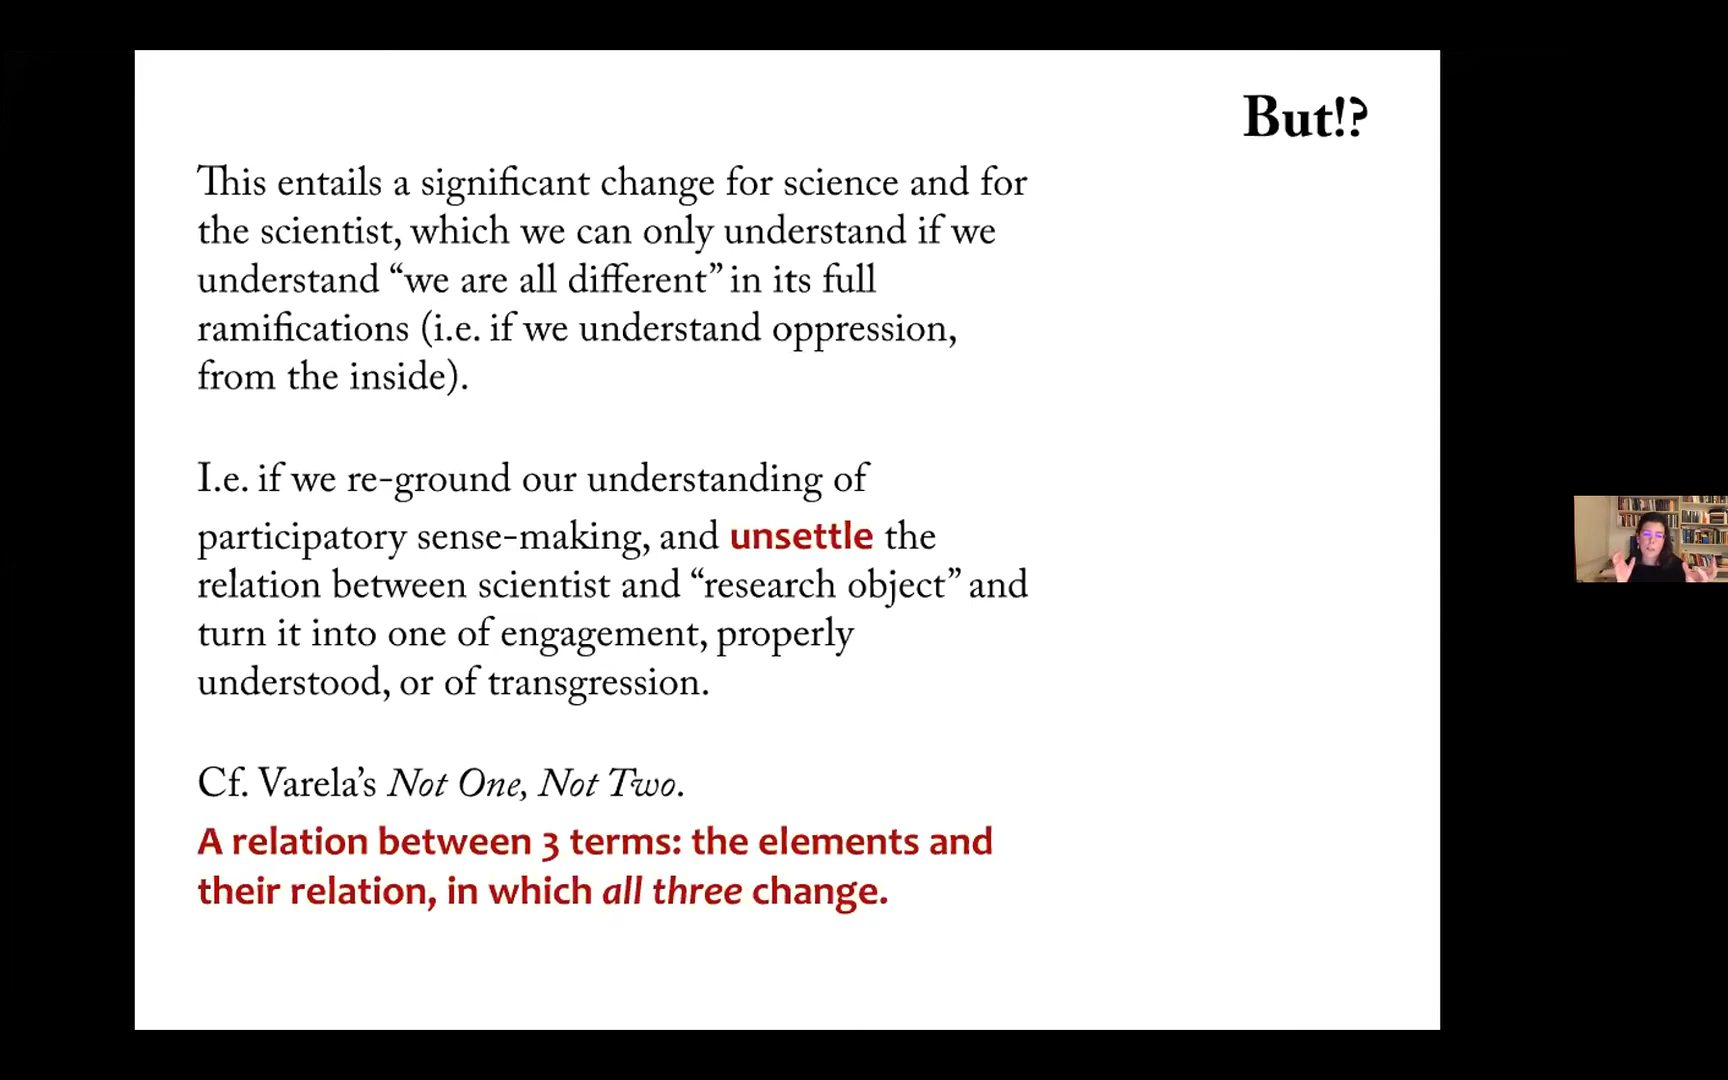 But!?
This entails a significant change for science and for
the scientist, which we can only understand if we
understand “we are all different” in its full
ramifications (i.e. if we understand oppression,
from the inside).
I.e. if we re-ground our understanding of
participatory sense-making, and unsettle the
relation between scientist and “research object” and
turn it into one of engagement, properly
understood, or of transgression.
Cf. Varela’s Not One, Not Two.
A relation between 3 terms: the elements and
their relation, in which all three change.